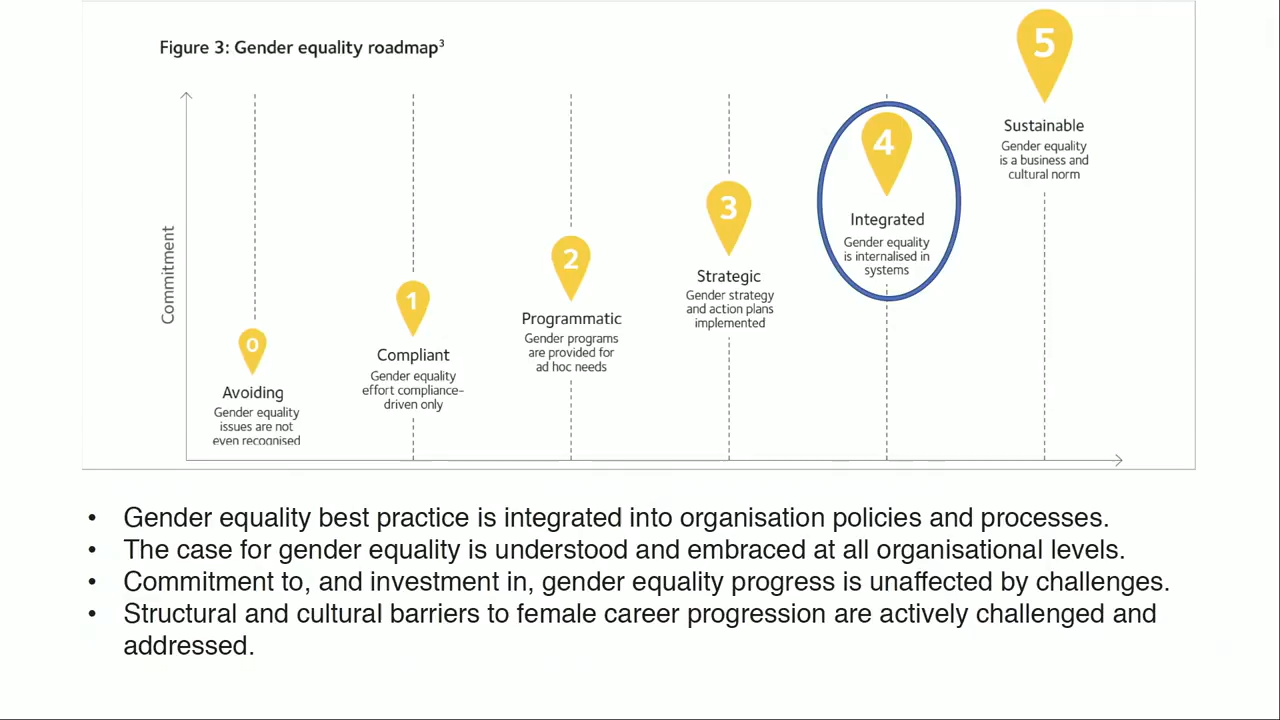 Figure 3: Gender equality roadmap³
Commitment
0
Avoiding
Gender equality
issues are not
even recognised
1
Compliant
Gender equality
effort compliance-
driven only
2
Programmatic
Gender programs
are provided for
ad hoc needs
3
Strategic
Gender strategy
and action plans
implemented
4
Integrated
Gender equality
is internalised in
systems
5
Sustainable
Gender equality
is a business and
cultural norm
• Gender equality best practice is integrated into organisation policies and processes.
• The case for gender equality is understood and embraced at all organisational levels.
• Commitment to, and investment in, gender equality progress is unaffected by challenges.
• Structural and cultural barriers to female career progression are actively challenged and
addressed.